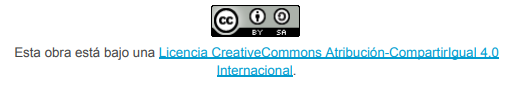 cc
BY SA
Esta obra está bajo una Licencia CreativeCommons Atribución-CompartirIgual 4.0
Internacional.